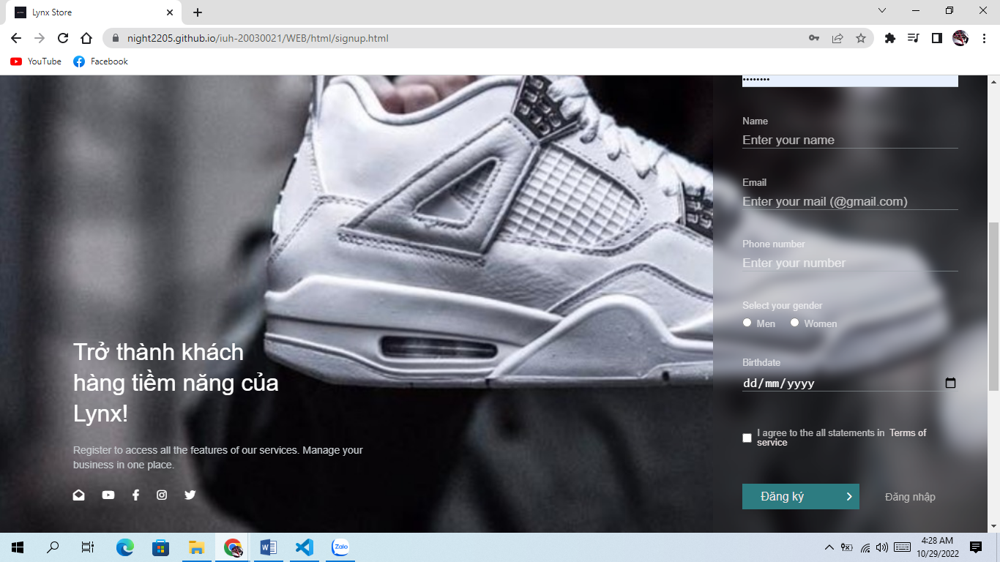 Lynx Store
night2205.github.io/iuh-20030021/WEB/html/signup.html
YouTube
Facebook
••••••••
Name
Enter your name
Email
Enter your mail (@gmail.com)
Phone number
Enter your number
Select your gender
Men
Women
Birthdate
dd/mm/yyyy
I agree to the all statements in Terms of
service
Đăng ký
Đăng nhập
Trở thành khách
hàng tiềm năng của
Lynx!
Register to access all the features of our services. Manage your
business in one place.
Zalo
4:28 AM
10/29/2022